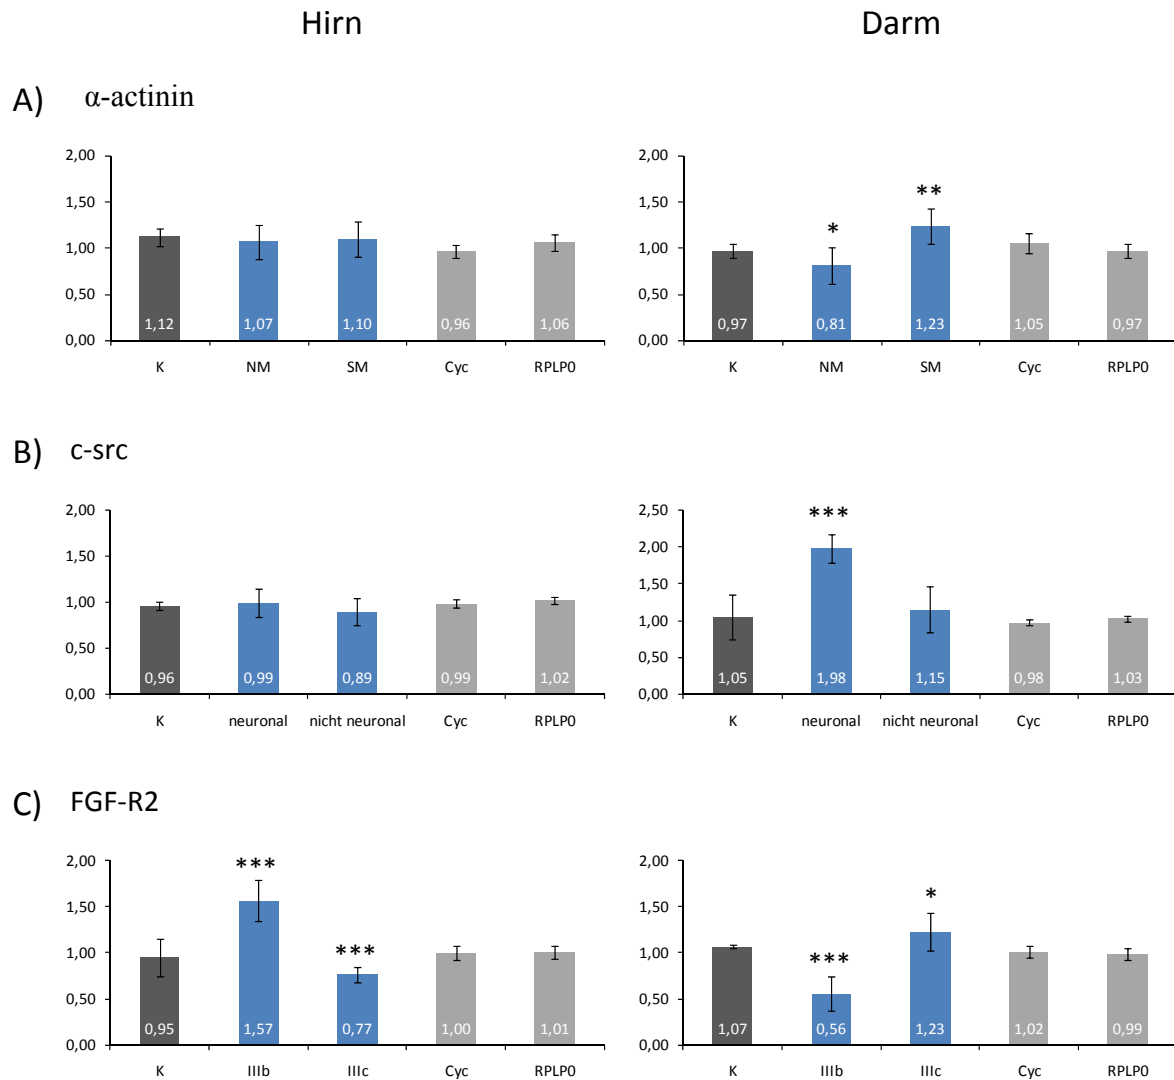 Hirn Darm
A) α-actinin
2,00
1,50
1,00
0,50
0,00
1,12 1,07 1,10 0,96 1,06
K NM SM Cyc RPLP0
2,00
1,50
1,00
0,50
0,00
* **
0,97 0,81 1,23 1,05 0,97
K NM SM Cyc RPLP0
B) c-src
2,00
1,50
1,00
0,50
0,00
0,96 0,99 0,89 0,99 1,02
K neuronal nicht neuronal Cyc RPLP0
2,50
2,00
1,50
1,00
0,50
0,00
***
1,05 1,98 1,15 0,98 1,03
K neuronal nicht neuronal Cyc RPLP0
C) FGF-R2
2,00
1,50
1,00
0,50
0,00
*** ***
0,95 1,57 0,77 1,00 1,01
K IIIb IIIc Cyc RPLP0
2,00
1,50
1,00
0,50
0,00
*** *
1,07 0,56 1,23 1,02 0,99
K IIIb IIIc Cyc RPLP0